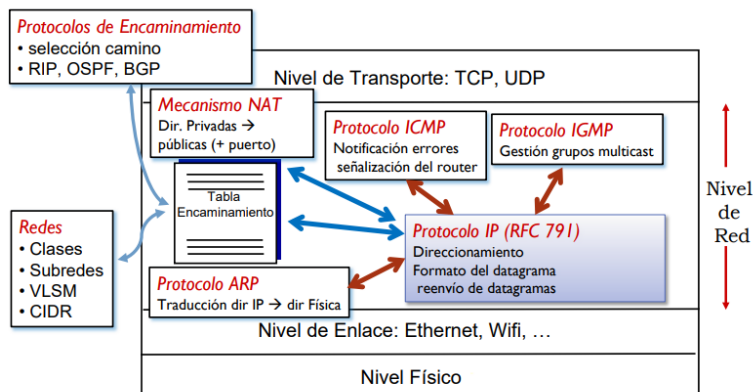 Protocolos de Encaminamiento
• selección camino
• RIP, OSPF, BGP
Nivel de Transporte: TCP, UDP
Mecanismo NAT
Dir. Privadas →
públicas (+ puerto)
Protocolo ICMP
Notificación errores
señalización del router
Protocolo IGMP
Gestión grupos multicast
Nivel
de
Red
Tabla
Encaminamiento
Redes
• Clases
• Subredes
• VLSM
• CIDR
Protocolo IP (RFC 791)
Direccionamiento
Formato del datagrama
reenvío de datagramas
Protocolo ARP
Traducción dir IP → dir Física
Nivel de Enlace: Ethernet, Wifi, ...
Nivel Físico